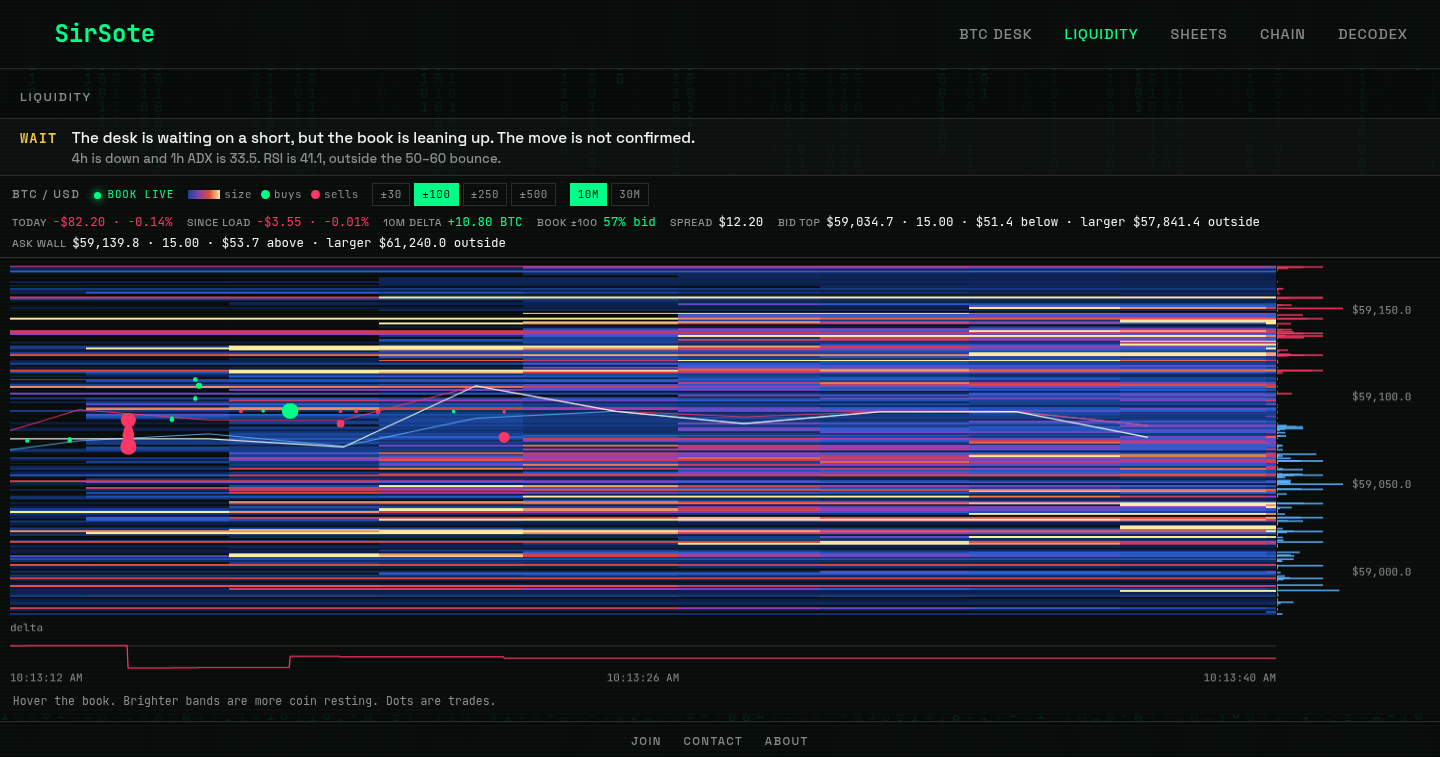 SirSote
BTC DESK LIQUIDITY SHEETS CHAIN DECODEX
LIQUIDITY
WAIT The desk is waiting on a short, but the book is leaning up. The move is not confirmed.
4h is down and 1h ADX is 33.5. RSI is 41.1, outside the 50–60 bounce.
BTC / USD BOOK LIVE size buys sells ±30 ±100 ±250 ±500 10M 30M
TODAY -$82.20 · -0.14% SINCE LOAD -$3.55 · -0.01% 10M DELTA +10.80 BTC BOOK ±100 57% bid SPREAD $12.20 BID TOP $59,034.7 · 15.00 · $51.4 below · larger $57,841.4 outside
ASK WALL $59,139.8 · 15.00 · $53.7 above · larger $61,240.0 outside
$59,150.0
$59,100.0
$59,050.0
$59,000.0
delta
10:13:12 AM 10:13:26 AM 10:13:40 AM
Hover the book. Brighter bands are more coin resting. Dots are trades.
JOIN CONTACT ABOUT